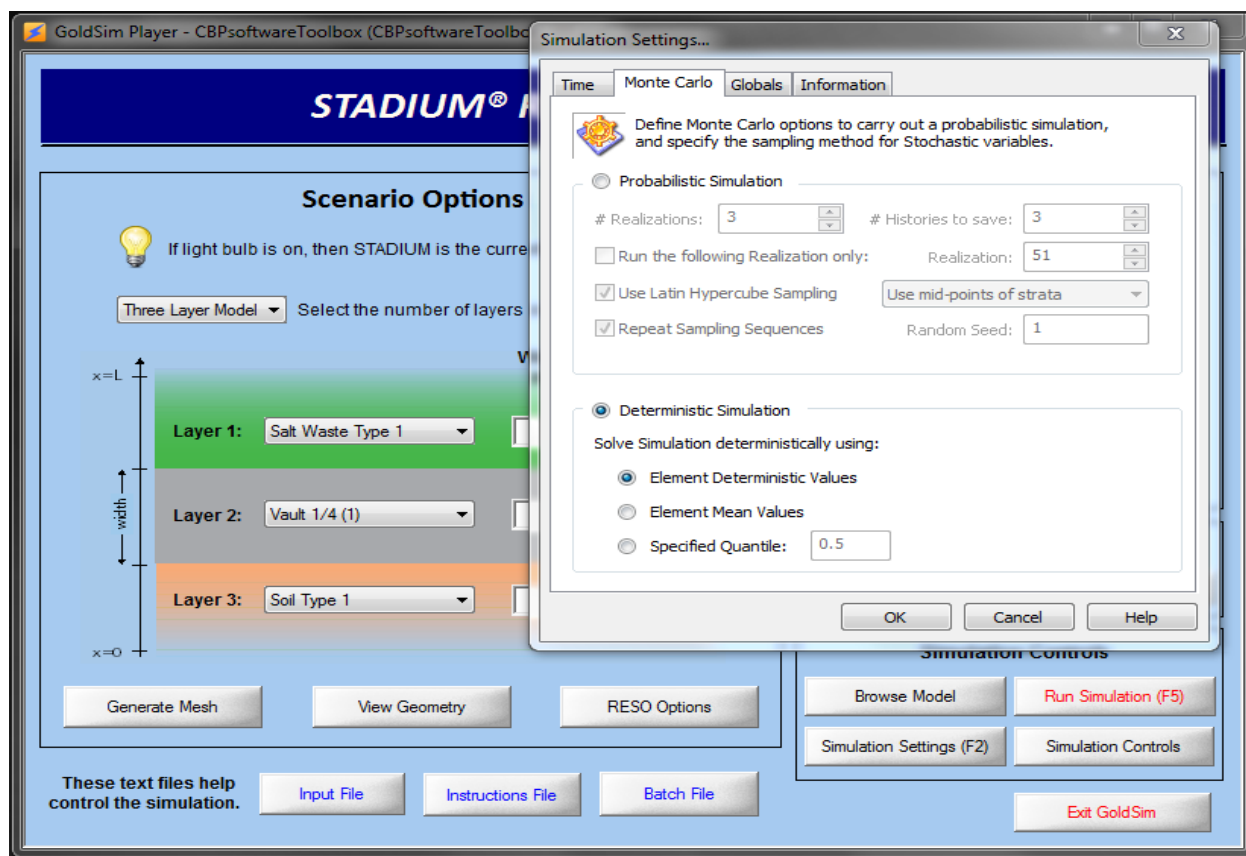 GoldSim Player - CBPsoftwareToolbox (CBPsoftwareToolbo
STADIUM®
Scenario Options
If light bulb is on, then STADIUM is the curre
Three Layer Model
Select the number of layers
x=L
Layer 1:
Salt Waste Type 1
width
Layer 2:
Vault 1/4 (1)
Layer 3:
Soil Type 1
x=0
Generate Mesh
View Geometry
RESO Options
These text files help
control the simulation.
Input File
Instructions File
Batch File
Simulation Settings...
Time
Monte Carlo
Globals
Information
Define Monte Carlo options to carry out a probabilistic simulation,
and specify the sampling method for Stochastic variables.
Probabilistic Simulation
# Realizations: 3
# Histories to save: 3
Run the following Realization only:
Realization: 51
Use Latin Hypercube Sampling
Use mid-points of strata
Repeat Sampling Sequences
Random Seed: 1
Deterministic Simulation
Solve Simulation deterministically using:
Element Deterministic Values
Element Mean Values
Specified Quantile: 0.5
OK
Cancel
Help
Simulation Controls
Browse Model
Run Simulation (F5)
Simulation Settings (F2)
Simulation Controls
Exit GoldSim